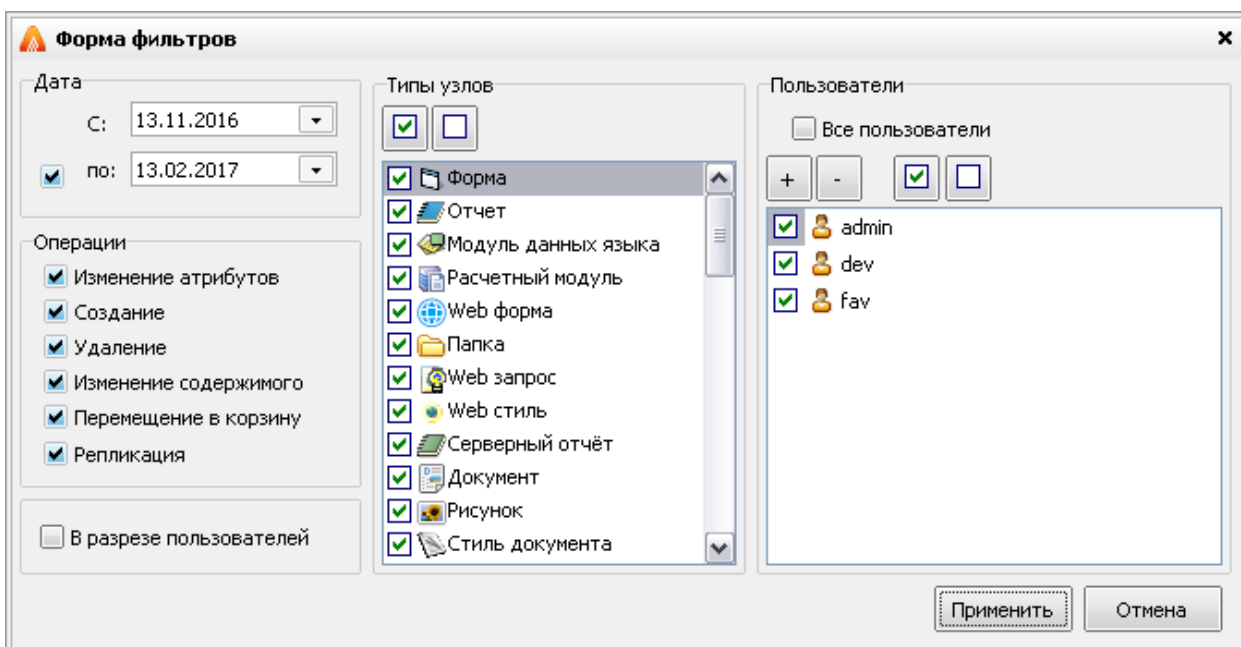 Форма фильтров
Дата
С: 13.11.2016
по: 13.02.2017
Операции
Изменение атрибутов
Создание
Удаление
Изменение содержимого
Перемещение в корзину
Репликация
В разрезе пользователей
Типы узлов
Форма
Отчет
Модуль данных языка
Расчетный модуль
Web форма
Папка
Web запрос
Web стиль
Серверный отчёт
Документ
Рисунок
Стиль документа
Пользователи
Все пользователи
+ -
admin
dev
fav
Применить Отмена